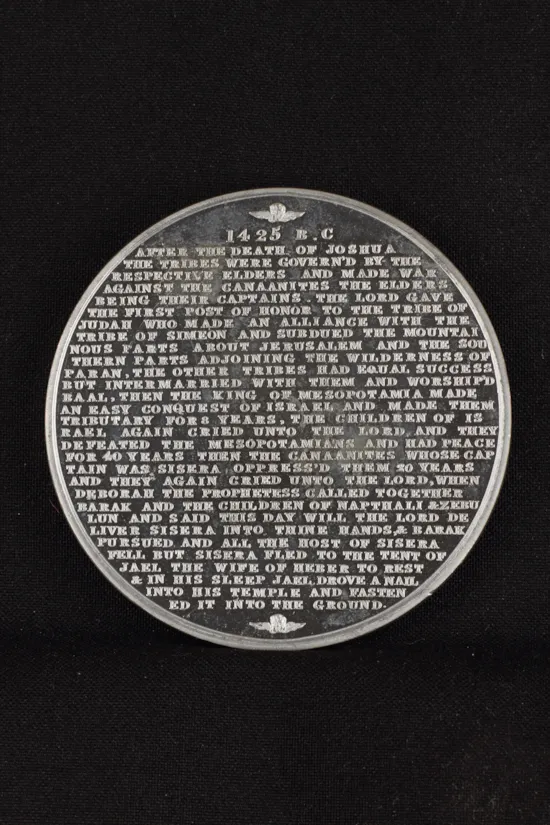 1425 B.C
AFTER THE DEATH OF JOSHUA
THE TRIBES WERE GOVERN'D BY THE
RESPECTIVE ELDERS AND MADE WAR
AGAINST THE CANAANITES THE ELDERS
BEING THEIR CAPTAINS. THE LORD GAVE
THE FIRST POST OF HONOR TO THE TRIBE OF
JUDAH WHO MADE AN ALLIANCE WITH THE
TRIBE OF SIMEON AND SUBDUED THE MOUNTAI
NOUS PARTS ABOUT JERUSALEM AND THE SOU
THERN PARTS ADJOINING THE WILDERNESS OF
PARAN, THE OTHER TRIBES HAD EQUAL SUCCESS
BUT INTERMARRIED WITH THEM AND WORSHIP'D
BAAL, THEN THE KING OF MESOPOTAMIA MADE
AN EASY CONQUEST OF ISRAEL AND MADE THEM
TRIBUTARY FOR 8 YEARS, THE CHILDREN OF IS
RAEL AGAIN CRIED UNTO THE LORD, AND THEY
DEFEATED THE MESOPOTAMIANS AND HAD PEACE
FOR 40 YEARS THEN THE CANAANITES WHOSE CAP
TAIN WAS SISERA OPPRESS'D THEM 20 YEARS
AND THEY AGAIN CRIED UNTO THE LORD, WHEN
DEBORAH THE PROPHETESS CALLED TOGETHER
BARAK AND THE CHILDREN OF NAPTHALI & ZEBU
LUN AND SAID THIS DAY WILL THE LORD DE
LIVER SISERA INTO THINE HANDS, & BARAK
PURSUED AND ALL THE HOST OF SISERA
FELL BUT SISERA FLED TO THE TENT OF
JAEL THE WIFE OF HEBER TO REST
& IN HIS SLEEP JAEL, DROVE A NAIL
INTO HIS TEMPLE AND FASTEN
ED IT INTO THE GROUND.